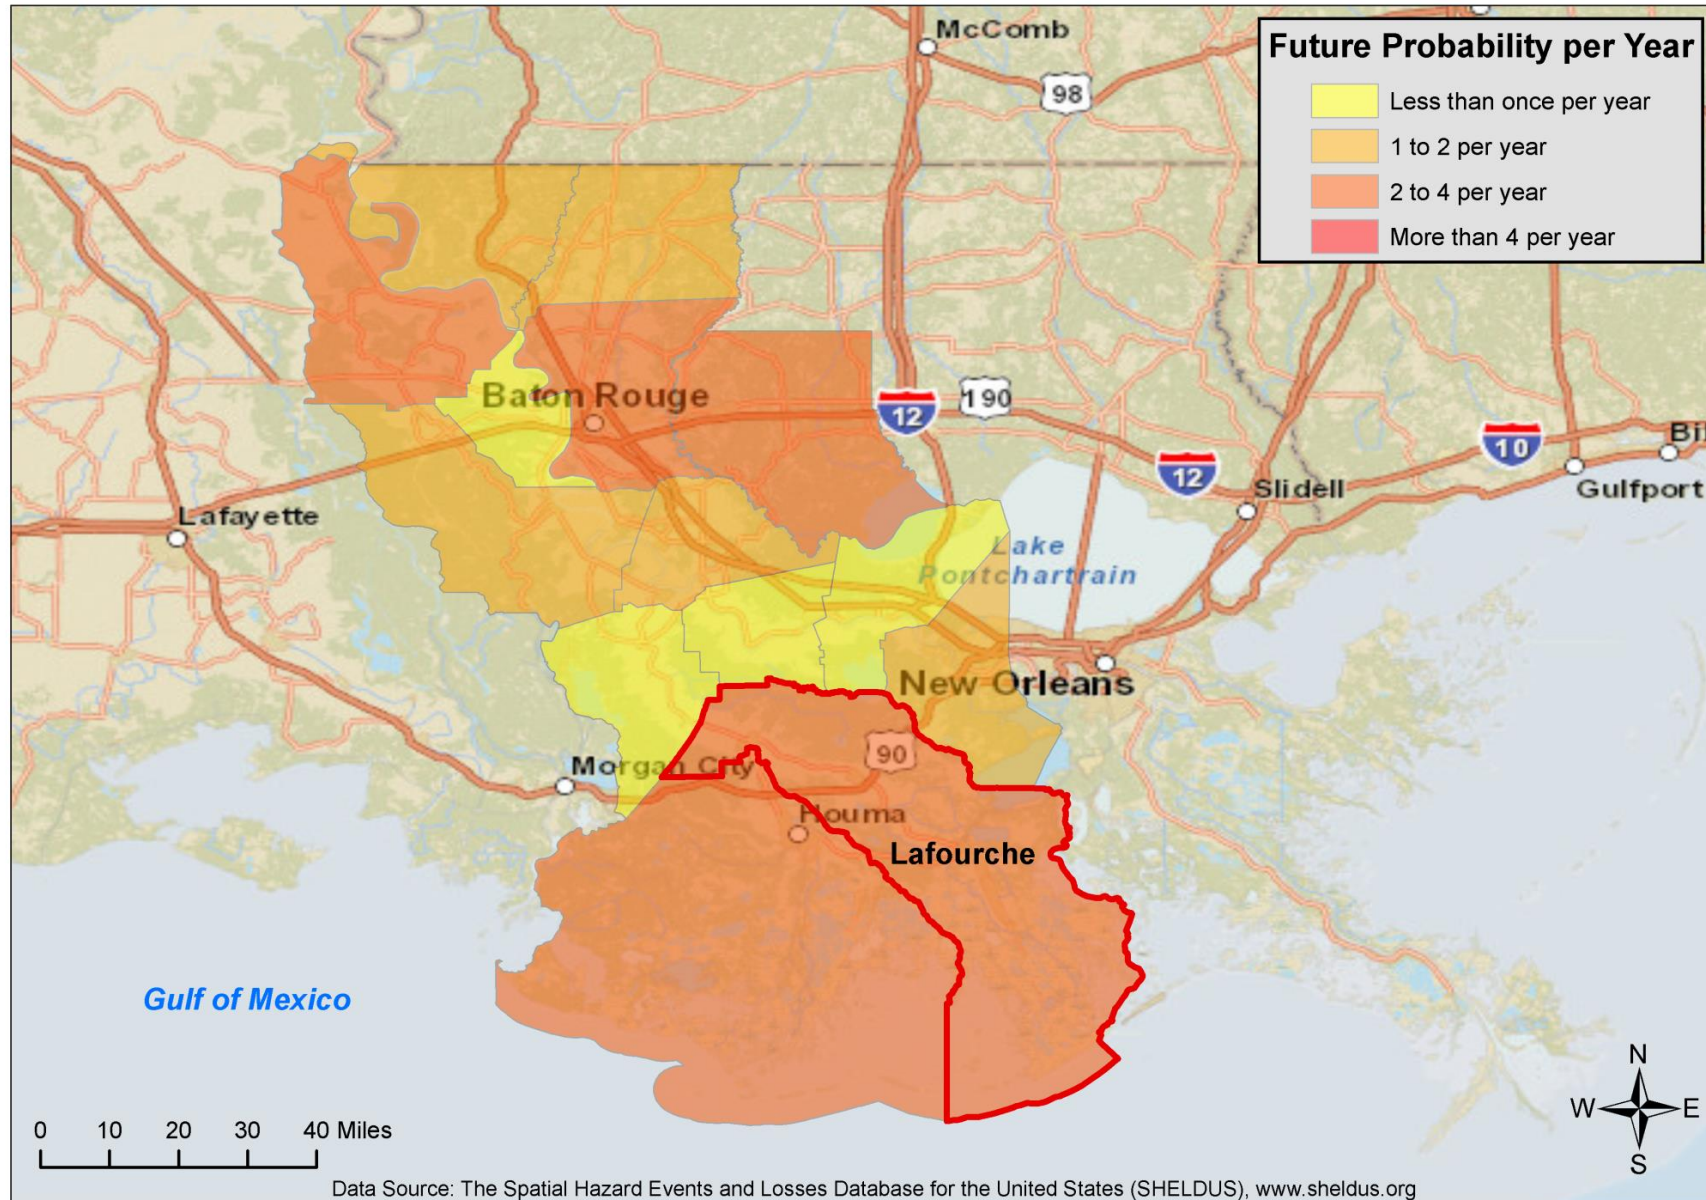 McComb
98
Future Probability per Year
Less than once per year
1 to 2 per year
2 to 4 per year
More than 4 per year
Baton Rouge
12
190
12
10
Slidell
Gulfport
Lafayette
Lake
Pontchartrain
New Orleans
90
Morgan City
Houma
Lafourche
Gulf of Mexico
N
W
E
S
0 10 20 30 40 Miles
Data Source: The Spatial Hazard Events and Losses Database for the United States (SHELDUS), www.sheldus.org